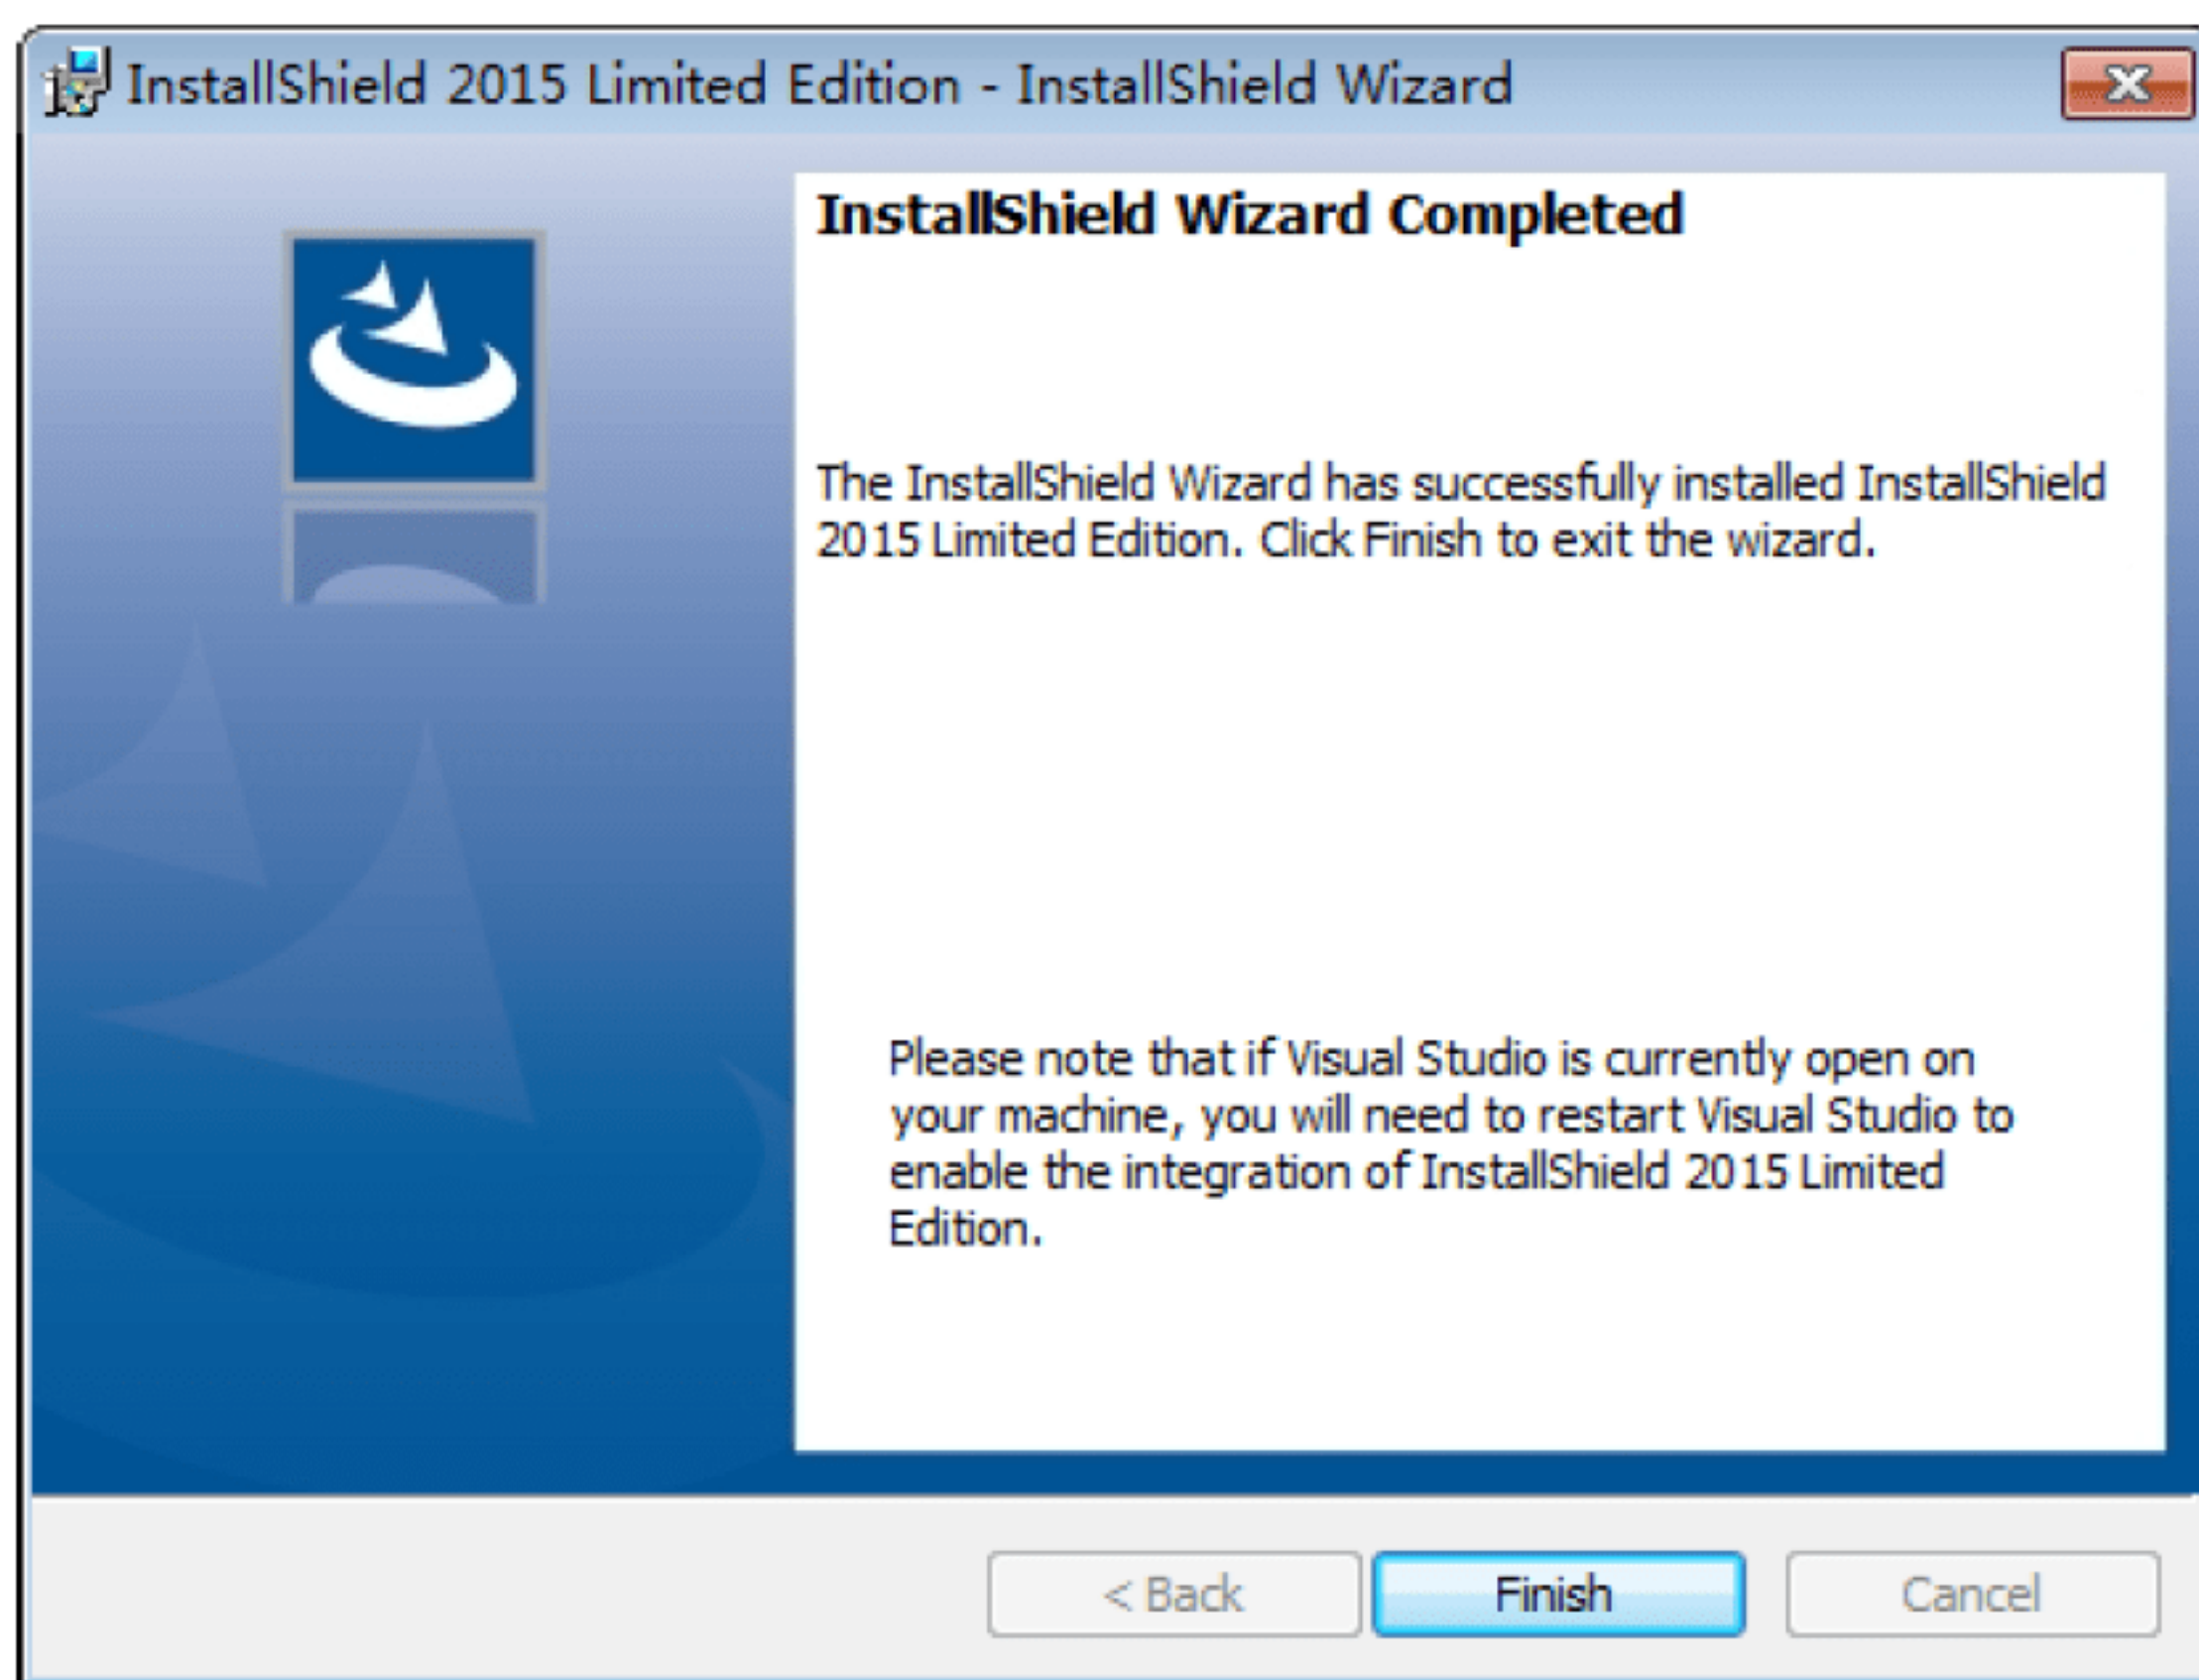 InstallShield 2015 Limited Edition - InstallShield Wizard
InstallShield Wizard Completed
The InstallShield Wizard has successfully installed InstallShield
2015 Limited Edition. Click Finish to exit the wizard.
Please note that if Visual Studio is currently open on
your machine, you will need to restart Visual Studio to
enable the integration of InstallShield 2015 Limited
Edition.
< Back
Finish
Cancel